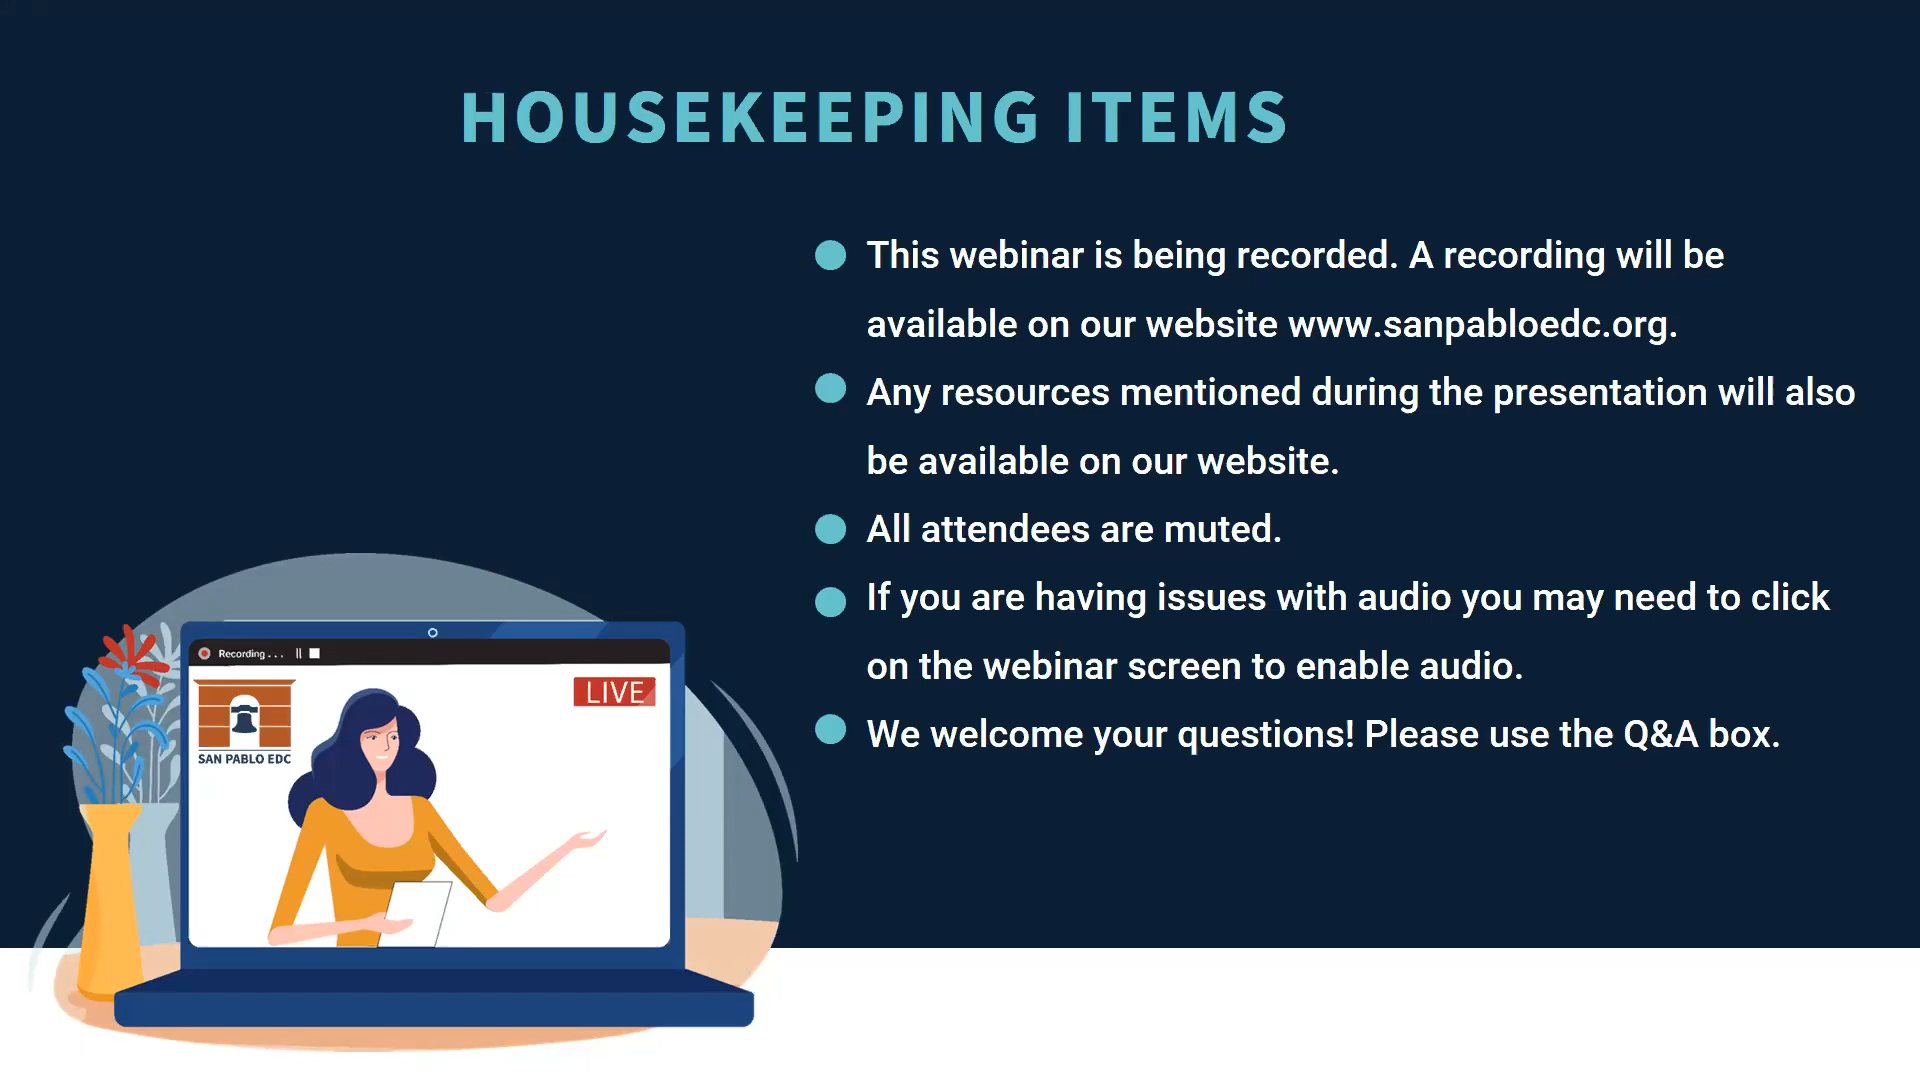 HOUSEKEEPING ITEMS
This webinar is being recorded. A recording will be
available on our website www.sanpabloedc.org.
Any resources mentioned during the presentation will also
be available on our website.
All attendees are muted.
If you are having issues with audio you may need to click
on the webinar screen to enable audio.
We welcome your questions! Please use the Q&A box.
Recording . . .
LIVE
SAN PABLO EDC